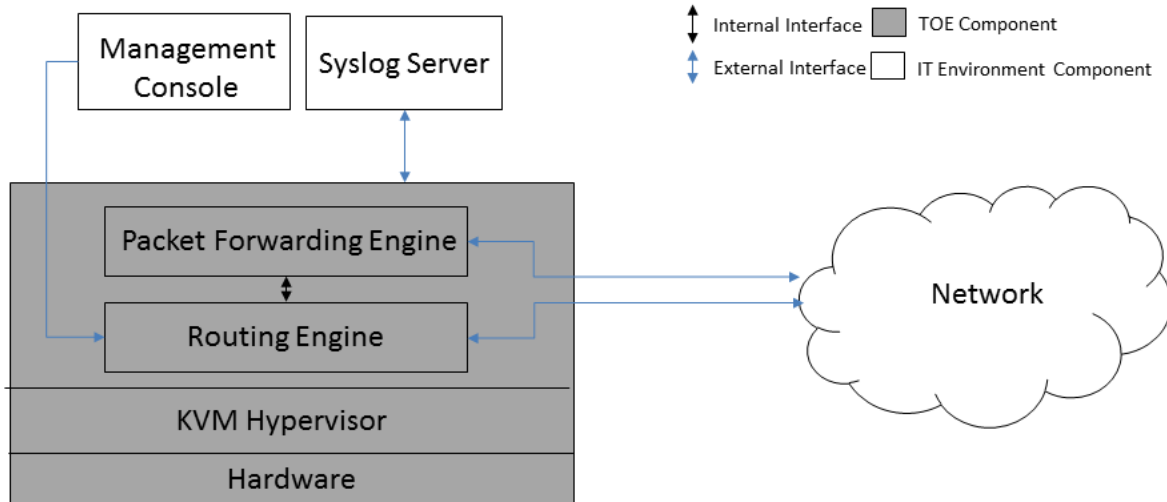 Management
Console
Syslog Server
Internal Interface
TOE Component
External Interface
IT Environment Component
Packet Forwarding Engine
Routing Engine
Network
KVM Hypervisor
Hardware